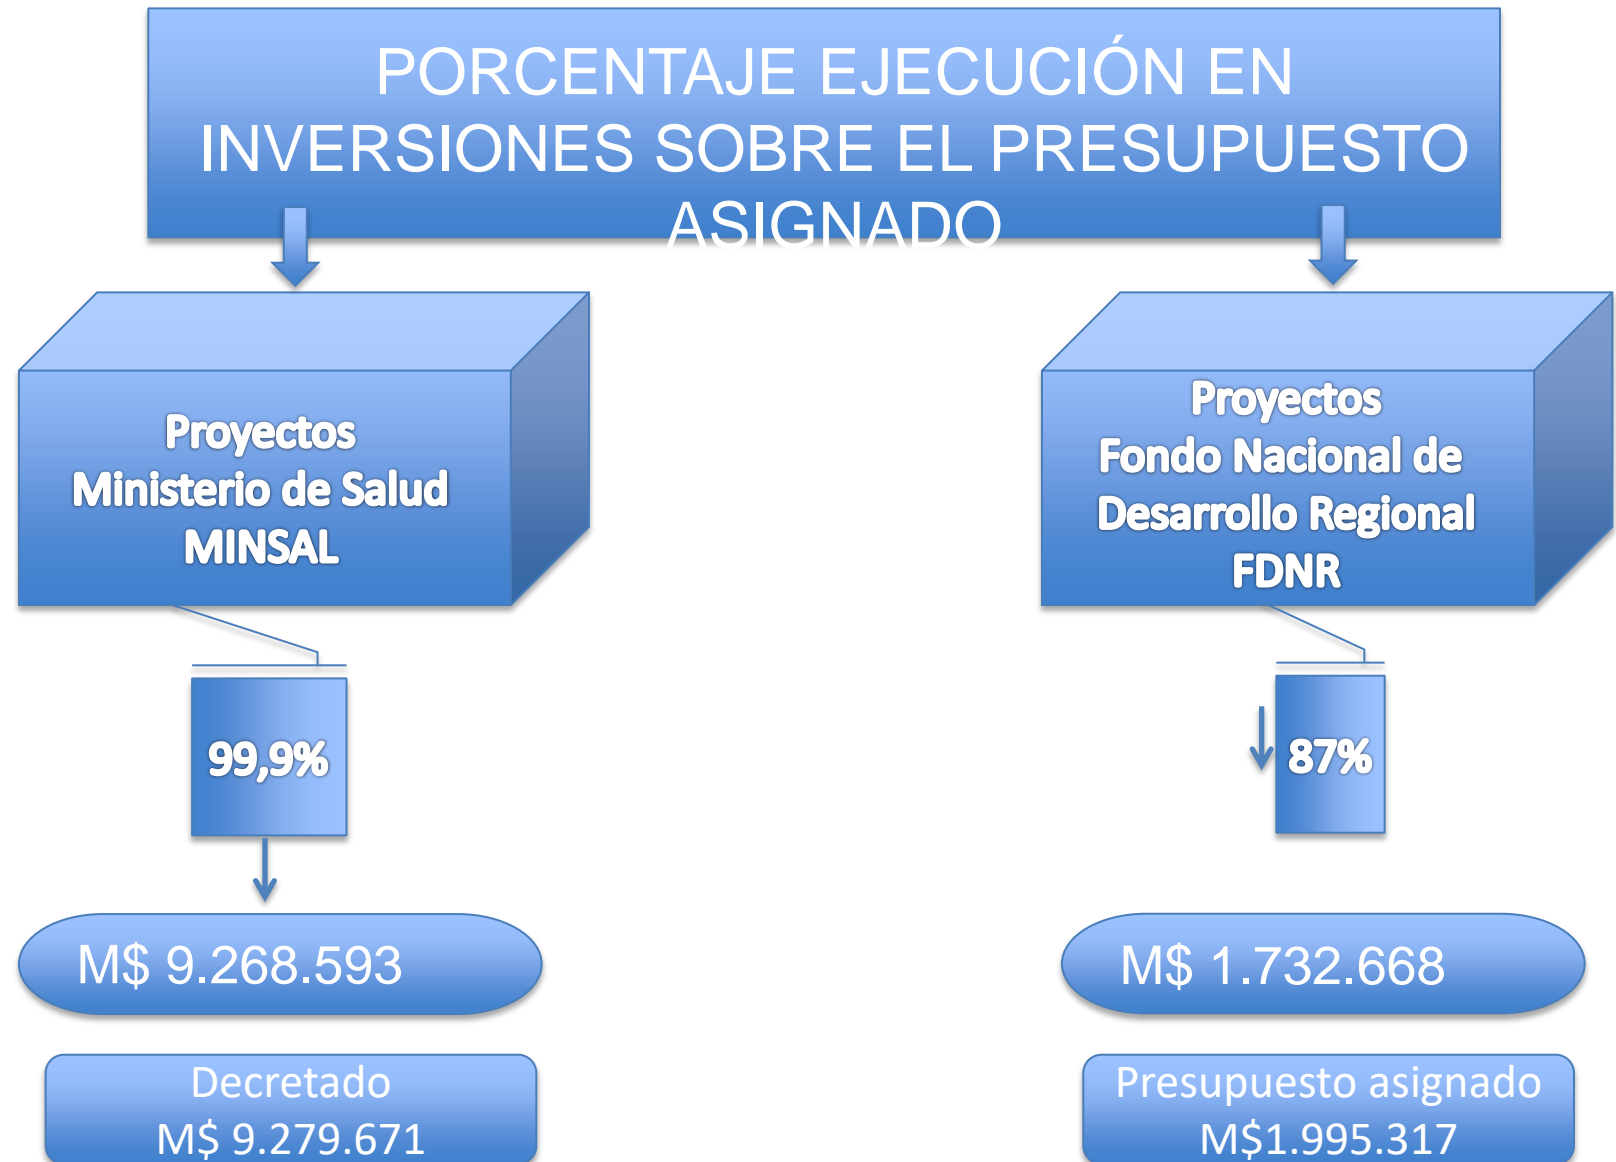 PORCENTAJE EJECUCIÓN EN
INVERSIONES SOBRE EL PRESUPUESTO
ASIGNADO
Proyectos
Ministerio de Salud
MINSAL
99,9%
M$ 9.268.593
Decretado
M$ 9.279.671
Proyectos
Fondo Nacional de
Desarrollo Regional
FDNR
87%
M$ 1.732.668
Presupuesto asignado
M$1.995.317